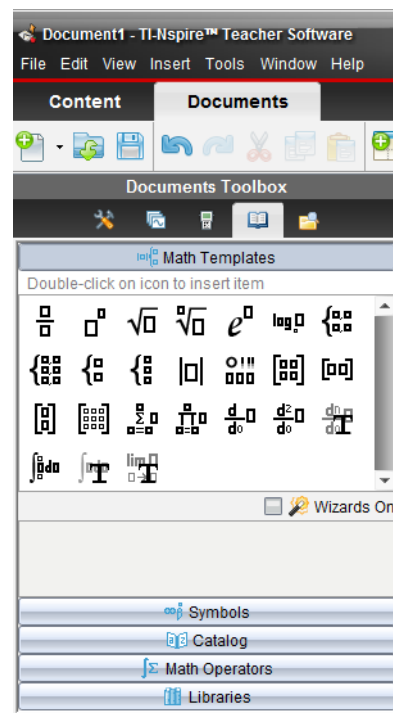 Document1 - TI-Nspire™ Teacher Software
File Edit View Insert Tools Window Help
Content Documents
Documents Toolbox
Math Templates
Double-click on icon to insert item
Wizards On
Symbols
Catalog
Math Operators
Libraries